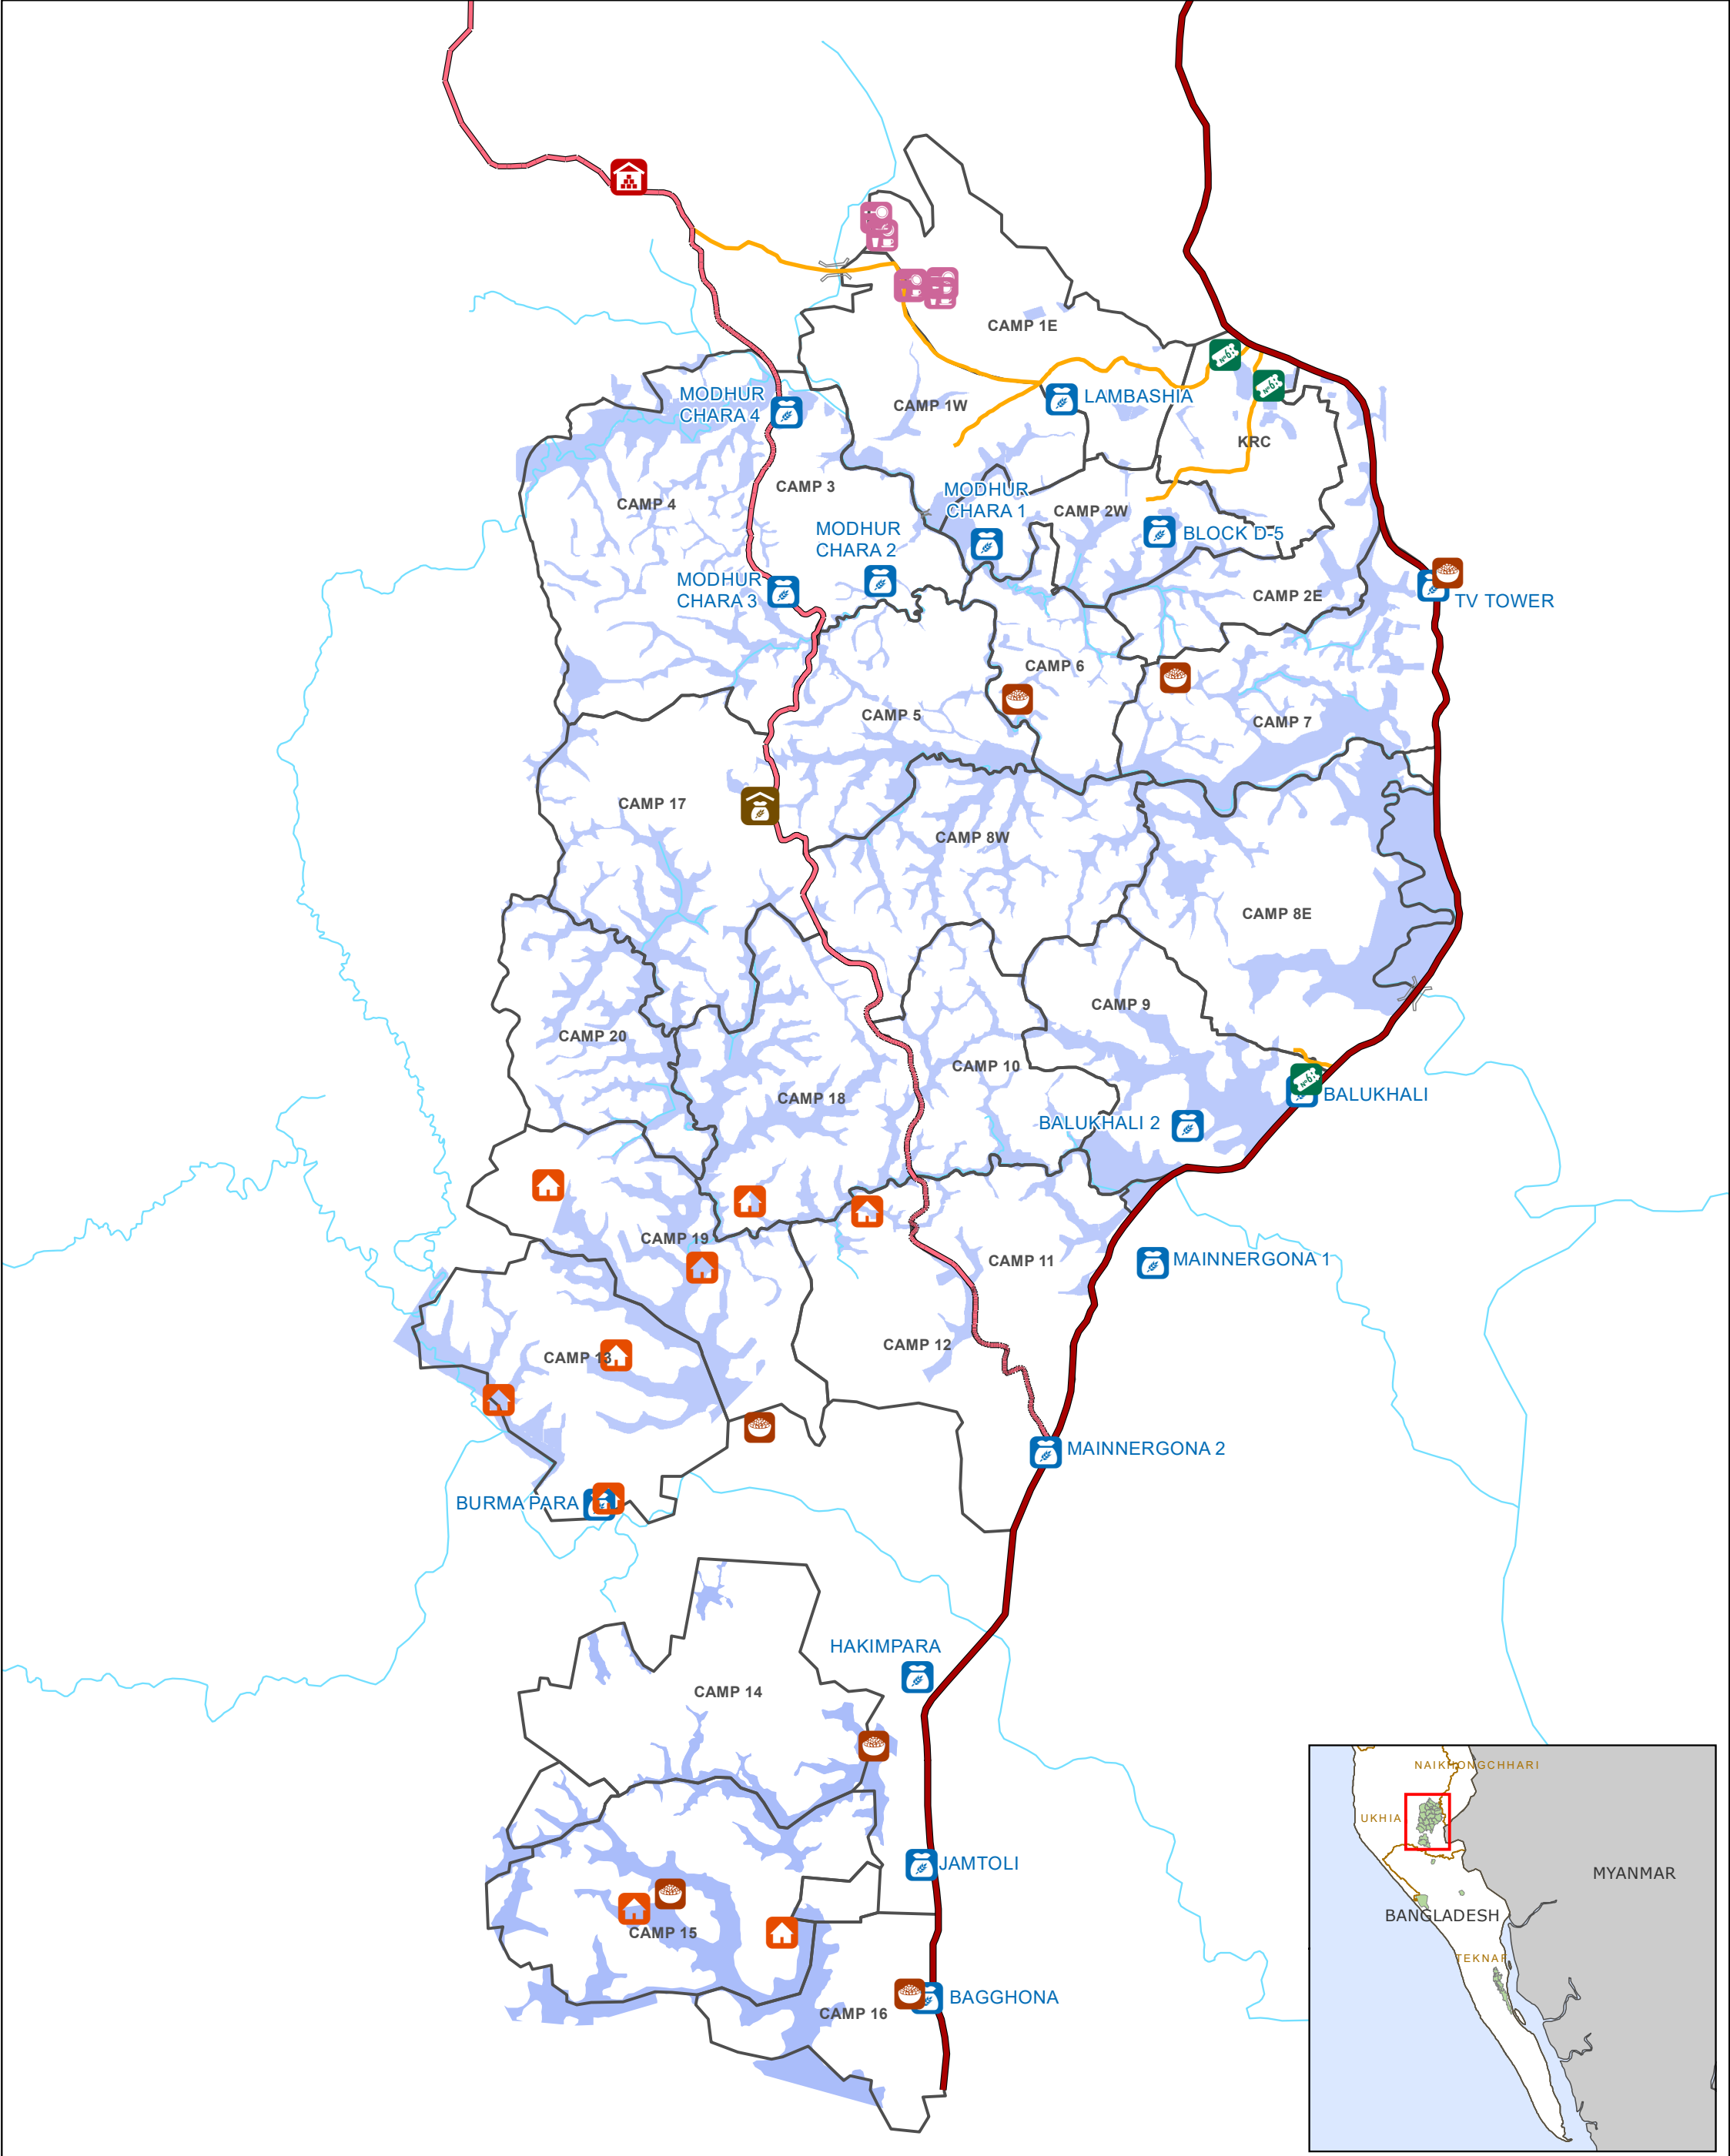 CAMP 1E
MODHUR
CHARA 4
LAMBASHIA
CAMP 1W
KRC
CAMP 3
MODHUR
CHARA 1
CAMP 4
CAMP 2W
MODHUR
CHARA 2
BLOCK D-5
MODHUR
CHARA 3
CAMP 2E
TV TOWER
CAMP 6
CAMP 5
CAMP 7
CAMP 17
CAMP 8W
CAMP 8E
CAMP 9
CAMP 20
CAMP 10
CAMP 18
BALUKHALI
BALUKHALI 2
CAMP 19
CAMP 11
MAINNERGONA 1
CAMP 12
CAMP 13
MAINNERGONA 2
BURMA PARA
HAKIMPARA
CAMP 14
JAMTOLI
CAMP 15
BAGGHONA
CAMP 16
NAIKHONGCHHARI
UKHIA
MYANMAR
BANGLADESH
TEKNAF
Nº6
Nº6
Nº6